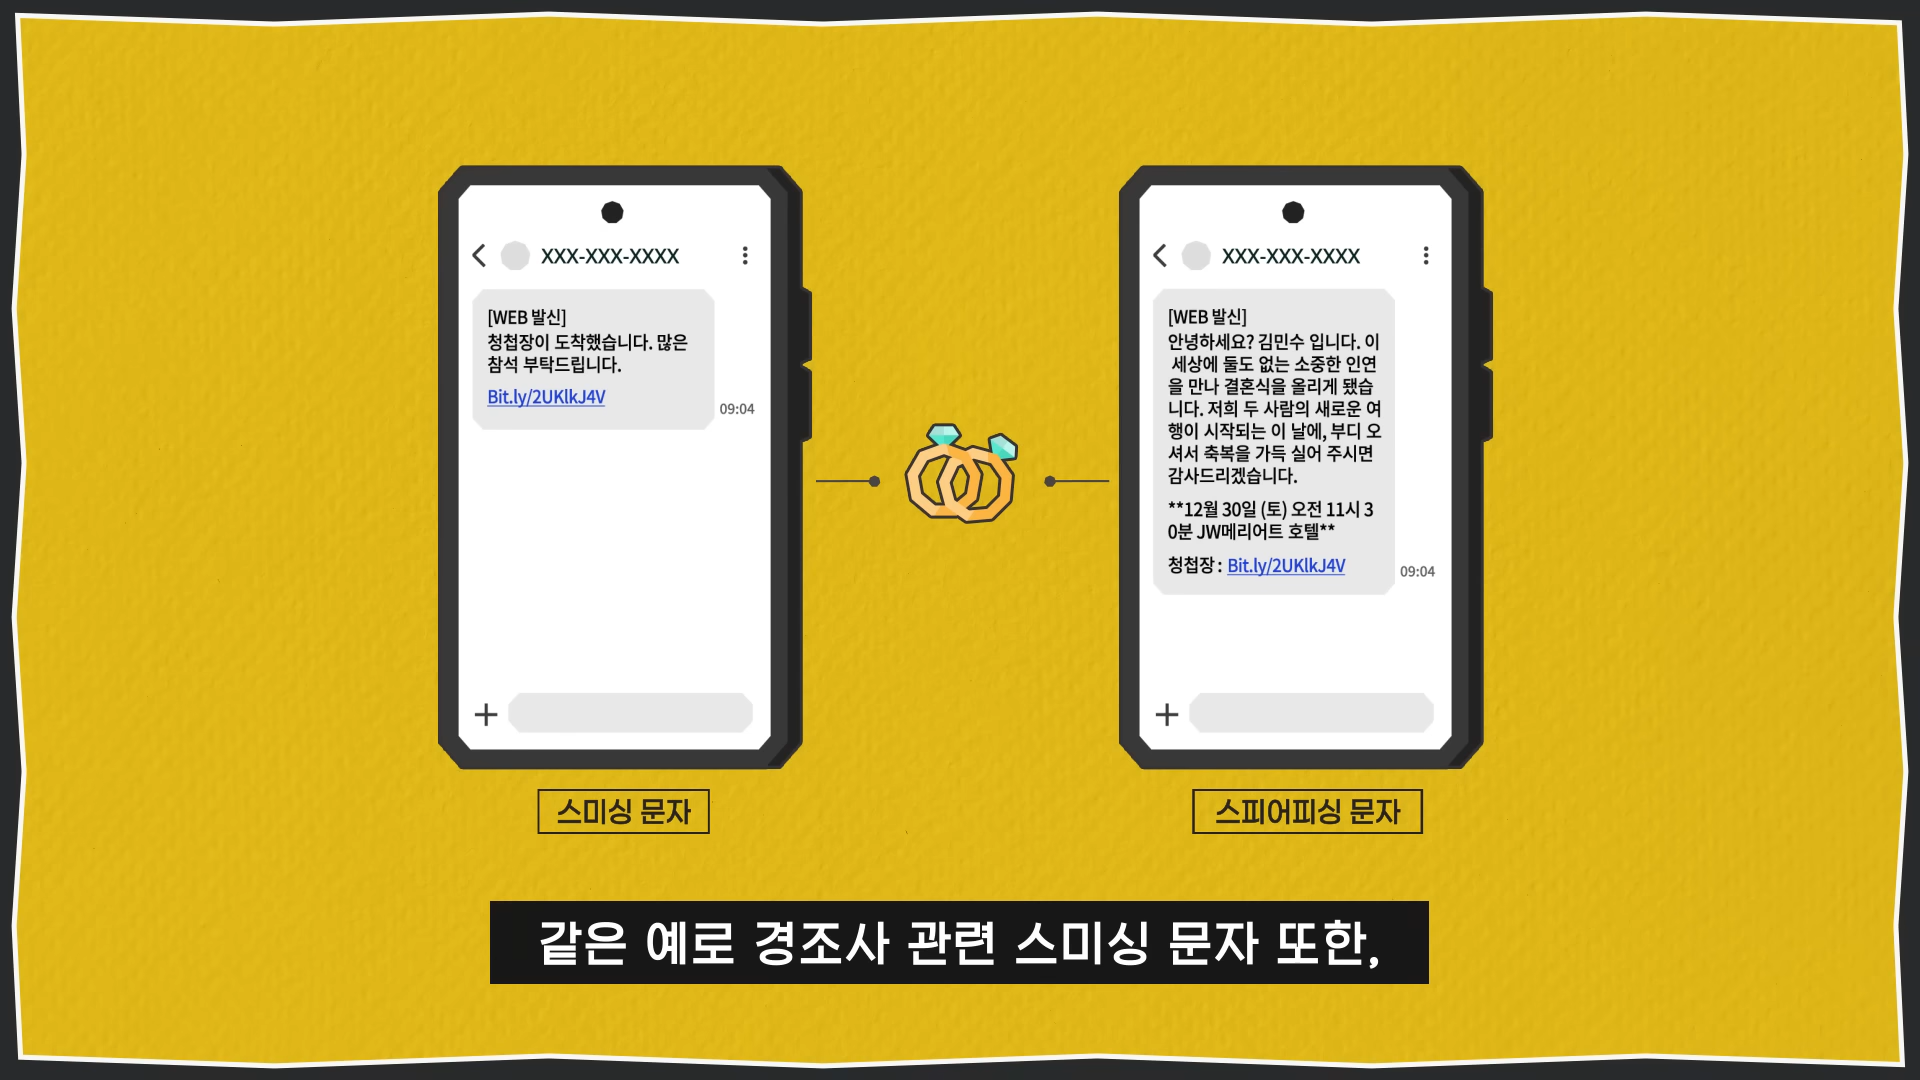 XXX-XXX-XXXX
[WEB 발신]
청첩장이 도착했습니다. 많은
참석 부탁드립니다.
Bit.ly/2UKlkJ4V
09:04
스미싱 문자
XXX-XXX-XXXX
[WEB 발신]
안녕하세요? 김민수 입니다. 이
세상에 둘도 없는 소중한 인연
을 만나 결혼식을 올리게 됐습
니다. 저희 두 사람의 새로운 여
행이 시작되는 이 날에, 부디 오
셔서 축복을 가득 실어 주시면
감사드리겠습니다.
**12월 30일 (토) 오전 11시 3
0분 JW메리어트 호텔**
청첩장 : Bit.ly/2UKlkJ4V
09:04
스피어피싱 문자
같은 예로 경조사 관련 스미싱 문자 또한,